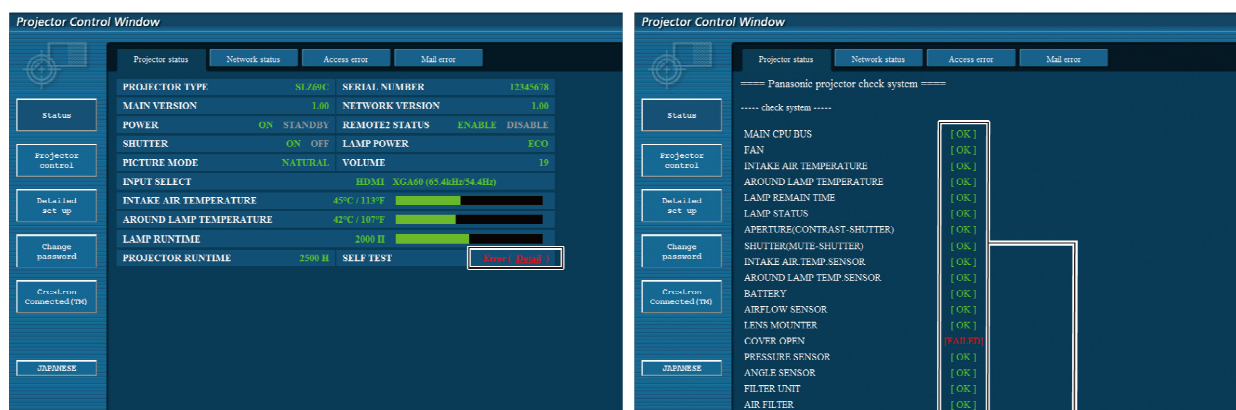 Projector Control Window
Projector status Network status Access error Mail error
Status
Projector control
Detailed set up
Change password
Crestron Connected(TM)
JAPANESE
PROJECTOR TYPE SLZ69C SERIAL NUMBER 12345678
MAIN VERSION 1.00 NETWORK VERSION 1.00
POWER ON STANDBY REMOTE2 STATUS ENABLE DISABLE
SHUTTER ON OFF LAMP POWER ECO
PICTURE MODE NATURAL VOLUME 19
INPUT SELECT HDMI XGA60 (65.4kHz/54.4Hz)
INTAKE AIR TEMPERATURE 45°C / 113°F
AROUND LAMP TEMPERATURE 42°C / 107°F
LAMP RUNTIME 2000 H
PROJECTOR RUNTIME 2500 H SELF TEST Error ( Detail )
Projector Control Window
Projector status Network status Access error Mail error
Status
Projector control
Detailed set up
Change password
Crestron Connected(TM)
JAPANESE
==== Panasonic projector check system ====
----- check system -----
MAIN CPU BUS [ OK ]
FAN [ OK ]
INTAKE AIR TEMPERATURE [ OK ]
AROUND LAMP TEMPERATURE [ OK ]
LAMP REMAIN TIME [ OK ]
LAMP STATUS [ OK ]
APERTURE(CONTRAST-SHUTTER) [ OK ]
SHUTTER(MUTE-SHUTTER) [ OK ]
INTAKE AIR.TEMP.SENSOR [ OK ]
AROUND LAMP TEMP.SENSOR [ OK ]
BATTERY [ OK ]
AIRFLOW SENSOR [ OK ]
LENS MOUNTER [ OK ]
COVER OPEN [FAILED]
PRESSURE SENSOR [ OK ]
ANGLE SENSOR [ OK ]
FILTER UNIT [ OK ]
AIR FILTER [ OK ]